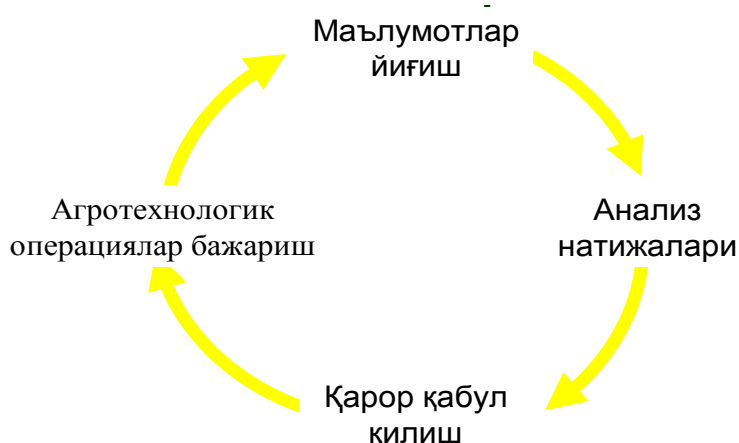 Маълумотлар
йиғиш
Анализ
натижалари
Қарор қабул
килиш
Агротехнологик
операциялар бажариш